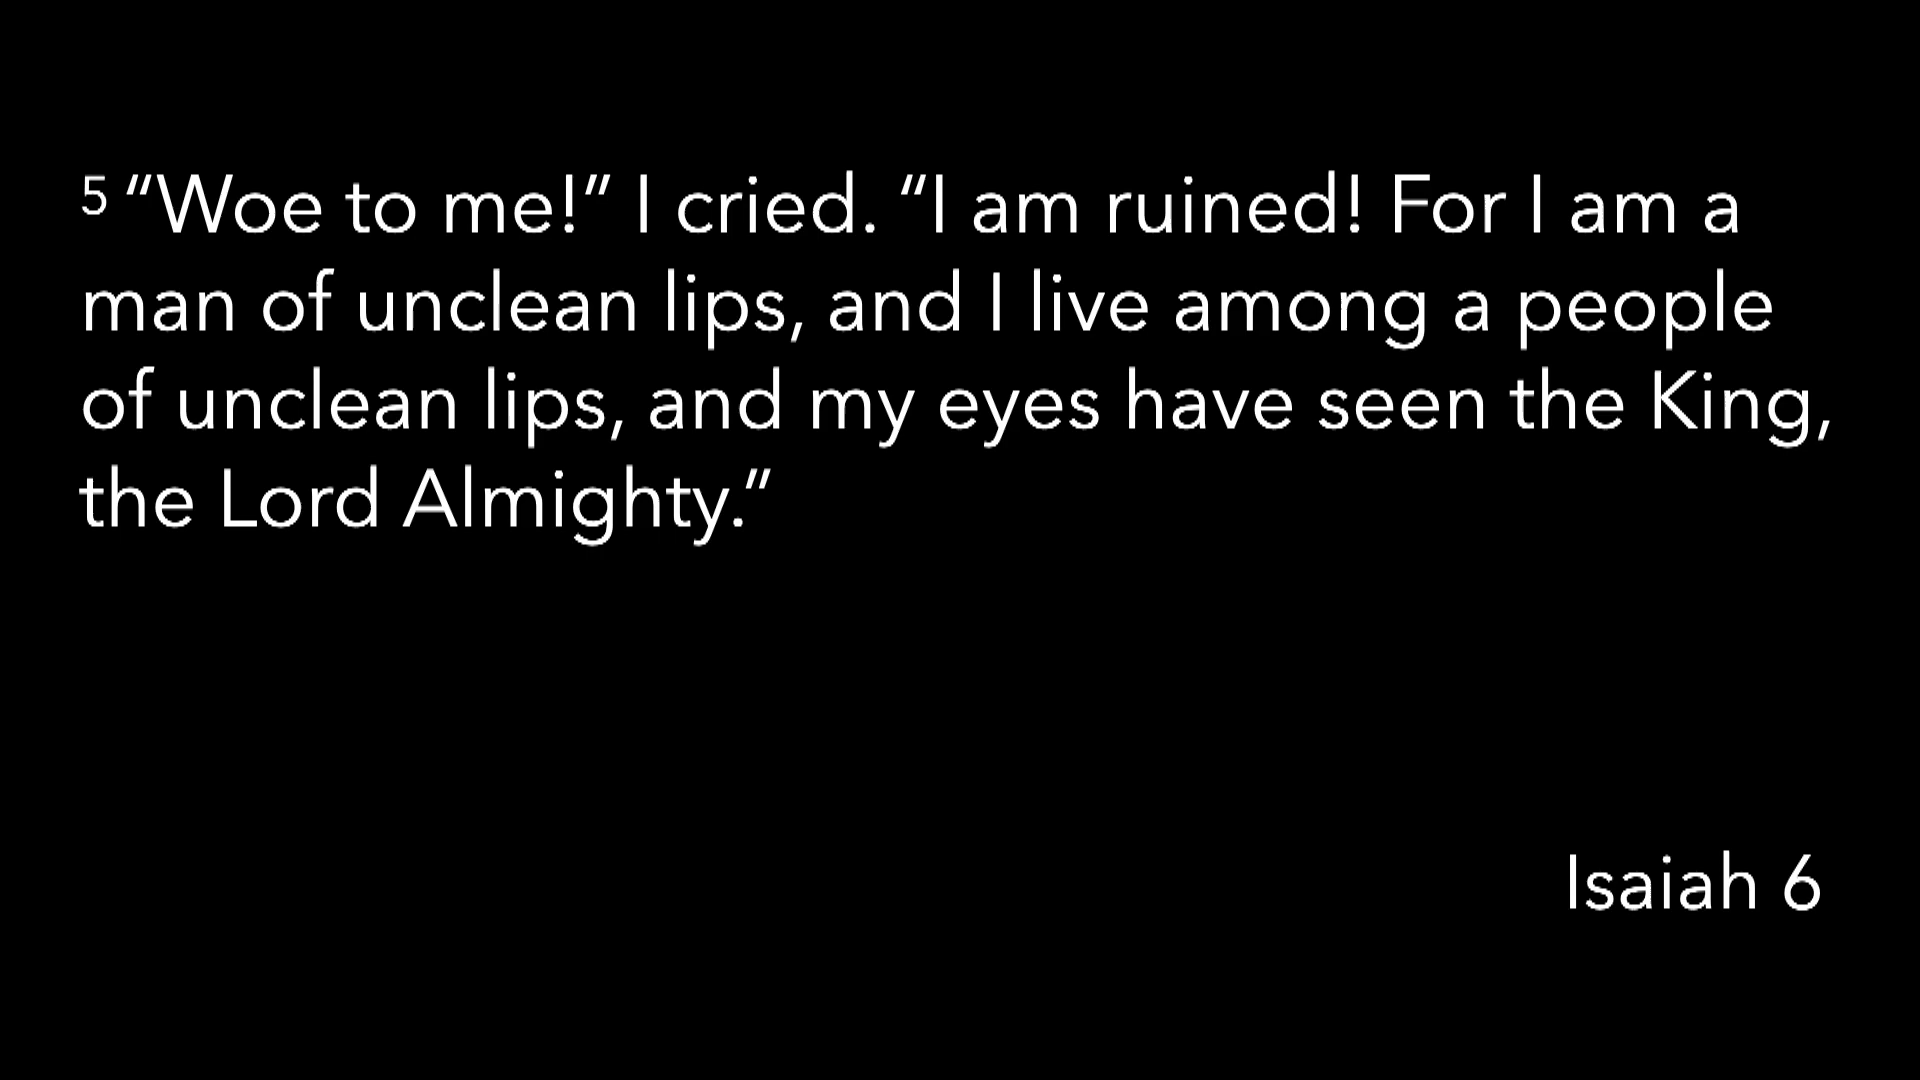 5 “Woe to me!” I cried. “I am ruined! For I am a
man of unclean lips, and I live among a people
of unclean lips, and my eyes have seen the King,
the Lord Almighty.”
Isaiah 6